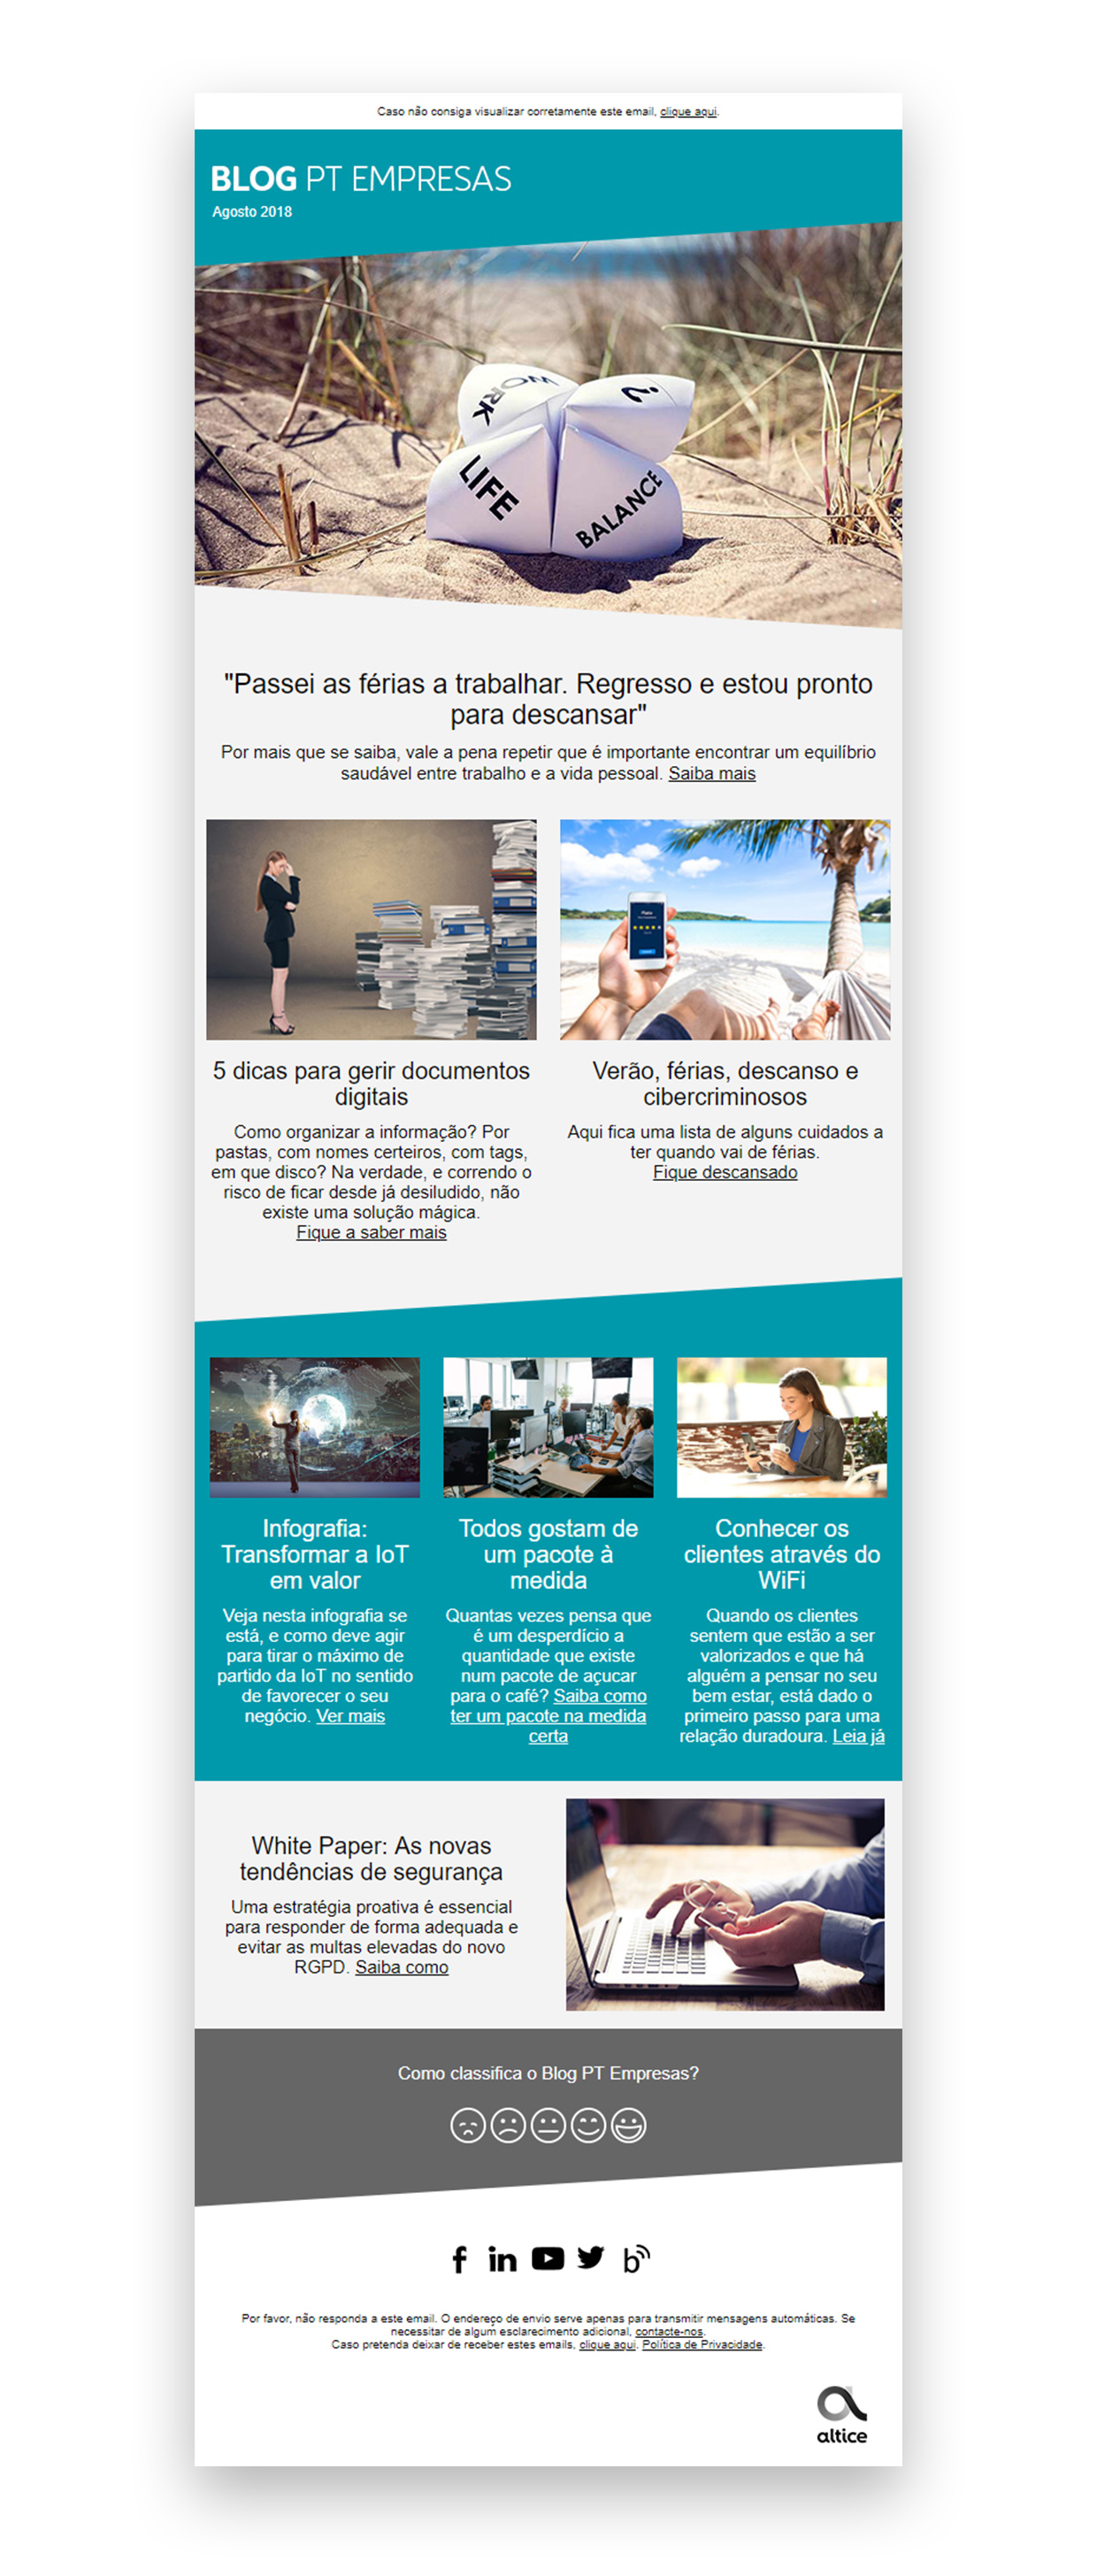 Caso não consiga visualizar corretamente este email, clique aqui.
BLOG PT EMPRESAS
Agosto 2018
WORK
¿
LIFE
BALANCE
"Passei as férias a trabalhar. Regresso e estou pronto
para descansar"
Por mais que se saiba, vale a pena repetir que é importante encontrar um equilíbrio
saudável entre trabalho e a vida pessoal. Saiba mais
5 dicas para gerir documentos
digitais
Como organizar a informação? Por
pastas, com nomes certeiros, com tags,
em que disco? Na verdade, e correndo o
risco de ficar desde já desiludido, não
existe uma solução mágica.
Fique a saber mais
Verão, férias, descanso e
cibercriminosos
Aqui fica uma lista de alguns cuidados a
ter quando vai de férias.
Fique descansado
Infografia:
Transformar a IoT
em valor
Veja nesta infografia se
está, e como deve agir
para tirar o máximo de
partido da IoT no sentido
de favorecer o seu
negócio. Ver mais
Todos gostam de
um pacote à
medida
Quantas vezes pensa que
é um desperdício a
quantidade que existe
num pacote de açucar
para o café? Saiba como
ter um pacote na medida
certa
Conhecer os
clientes através do
WiFi
Quando os clientes
sentem que estão a ser
valorizados e que há
alguém a pensar no seu
bem estar, está dado o
primeiro passo para uma
relação duradoura. Leia já
White Paper: As novas
tendências de segurança
Uma estratégia proativa é essencial
para responder de forma adequada e
evitar as multas elevadas do novo
RGPD. Saiba como
Como classifica o Blog PT Empresas?
Por favor, não responda a este email. O endereço de envio serve apenas para transmitir mensagens automáticas. Se
necessitar de algum esclarecimento adicional, contacte-nos.
Caso pretenda deixar de receber estes emails, clique aqui. Política de Privacidade.
altice